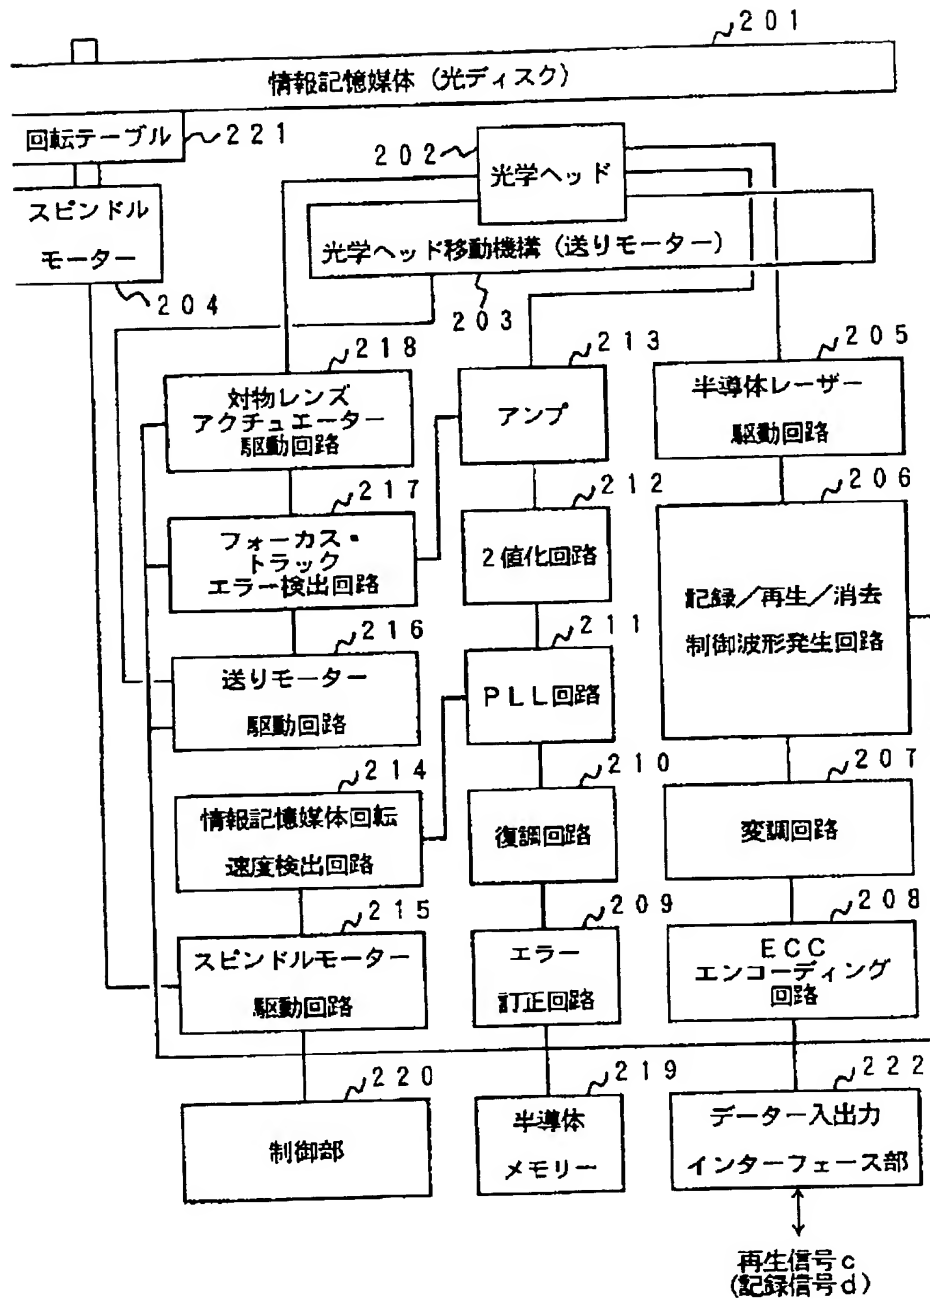 201
情報記憶媒体（光ディスク）
回転テーブル
221
202
光学ヘッド
スピンドル
モーター
光学ヘッド移動機構（送りモーター）
204
203
218
213
205
対物レンズ
アクチュエーター
駆動回路
アンプ
半導体レーザー
駆動回路
217
212
206
フォーカス・
トラック
エラー検出回路
２値化回路
記録／再生／消去
制御波形発生回路
216
211
送りモーター
駆動回路
ＰＬＬ回路
214
210
207
情報記憶媒体回転
速度検出回路
復調回路
変調回路
215
209
208
スピンドルモーター
駆動回路
エラー
訂正回路
ＥＣＣ
エンコーディング
回路
220
219
222
制御部
半導体
メモリー
データー入出力
インターフェース部
再生信号ｃ
(記録信号ｄ)